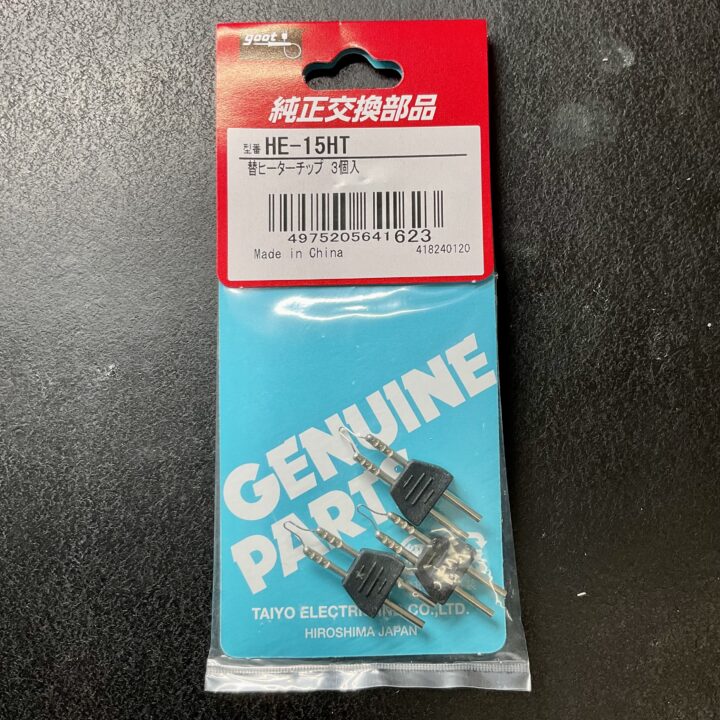 goot
純正交換部品
型番 HE-15HT
替ヒーターチップ 3個入
4975205641623
Made in China
418240120
GENUINE
PARTS
TAIYO ELECTRIC IND.CO.,LTD.
HIROSHIMA JAPAN